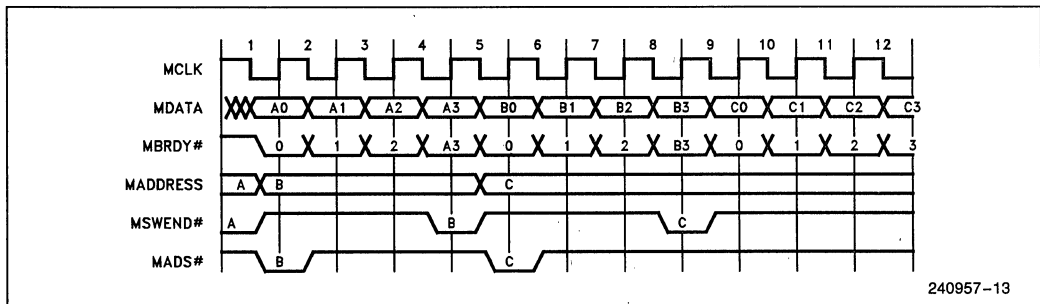 1 2 3 4 5 6 7 8 9 10 11 12
MCLK
MDATA A0 A1 A2 A3 B0 B1 B2 B3 C0 C1 C2 C3
MBRDY# 0 1 2 A3 0 1 2 B3 0 1 2 3
MADDRESS A B C
MSWEND# A B C
MADS# B C
240957-13